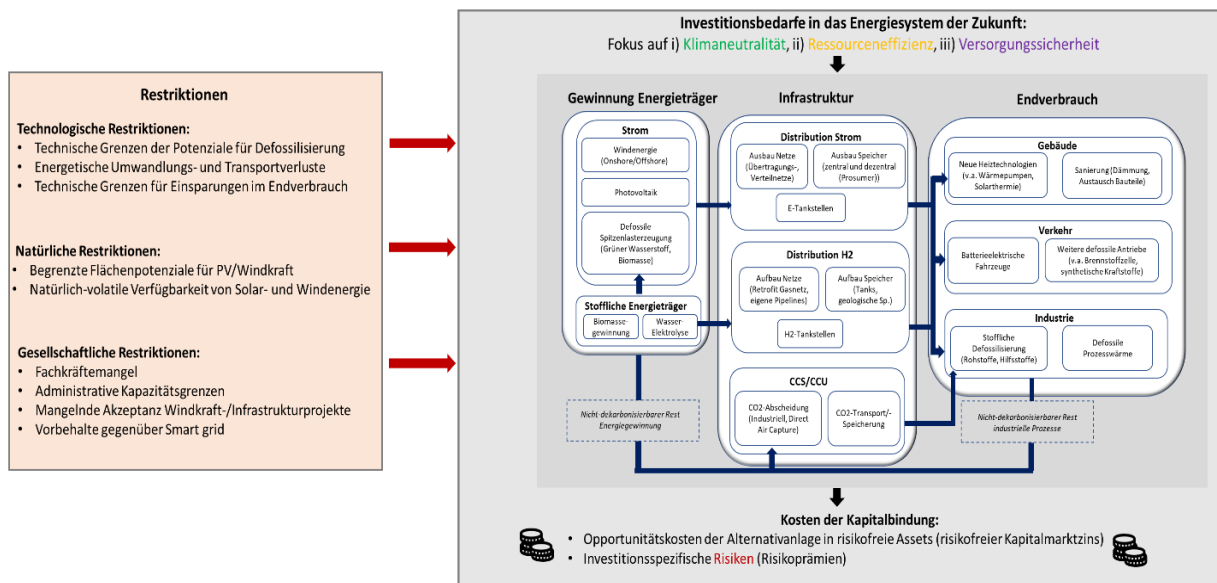 Restriktionen
Technologische Restriktionen:
• Technische Grenzen der Potenziale für Defossilisierung
• Energetische Umwandlungs- und Transportverluste
• Technische Grenzen für Einsparungen im Endverbrauch
Natürliche Restriktionen:
• Begrenzte Flächenpotenziale für PV/Windkraft
• Natürlich-volatile Verfügbarkeit von Solar- und Windenergie
Gesellschaftliche Restriktionen:
• Fachkräftemangel
• Administrative Kapazitätsgrenzen
• Mangelnde Akzeptanz Windkraft-/Infrastrukturprojekte
• Vorbehalte gegenüber Smart grid
Investitionsbedarfe in das Energiesystem der Zukunft:
Fokus auf i) Klimaneutralität, ii) Ressourceneffizienz, iii) Versorgungssicherheit
Gewinnung Energieträger
Strom
Windenergie
(Onshore/Offshore)
Photovoltaik
Defossile
Spitzenlasterzeugung
(Grüner Wasserstoff,
Biomasse)
Stoffliche Energieträger
Biomasse-
gewinnung
Wasser-
Elektrolyse
Nicht-dekarbonisierbarer Rest
Energiegewinnung
Infrastruktur
Distribution Strom
Ausbau Netze
(Übertragungs-,
Verteilnetze)
Ausbau Speicher
(zentral und dezentral
(Prosumer))
E-Tankstellen
Distribution H2
Aufbau Netze
(Retrofit Gasnetz,
eigene Pipelines)
Aufbau Speicher
(Tanks,
geologische Sp.)
H2-Tankstellen
CCS/CCU
CO2-Abscheidung
(Industriell, Direct
Air Capture)
CO2-Transport/-
Speicherung
Endverbrauch
Gebäude
Neue Heiztechnologien
(v.a. Wärmepumpen,
Solarthermie)
Sanierung (Dämmung,
Austausch Bauteile)
Verkehr
Batterieelektrische
Fahrzeuge
Weitere defossile Antriebe
(v.a. Brennstoffzelle,
synthetische Kraftstoffe)
Industrie
Stoffliche
Defossilisierung
(Rohstoffe, Hilfsstoffe)
Defossile
Prozesswärme
Nicht-dekarbonisierbarer Rest
industrielle Prozesse
Kosten der Kapitalbindung:
• Opportunitätskosten der Alternativanlage in risikofreie Assets (risikofreier Kapitalmarktzins)
• Investitionsspezifische Risiken (Risikoprämien)